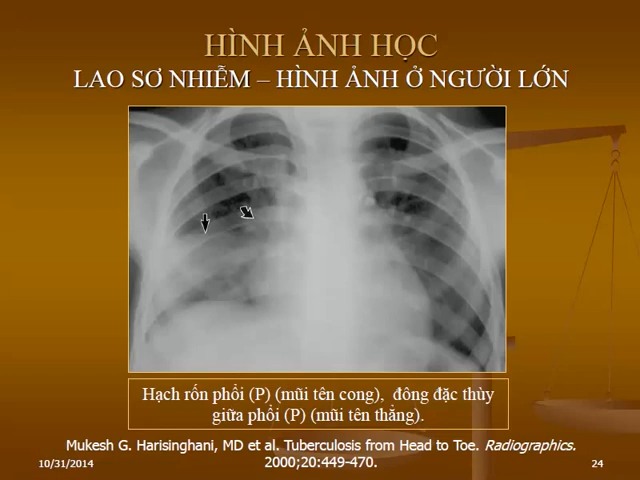 HÌNH ẢNH HỌC
LAO SƠ NHIỄM – HÌNH ẢNH Ở NGƯỜI LỚN
Hạch rốn phổi (P) (mũi tên cong), đông đặc thùy
giữa phổi (P) (mũi tên thẳng).
Mukesh G. Harisinghani, MD et al. Tuberculosis from Head to Toe. Radiographics.
2000;20:449-470.
10/31/2014
24